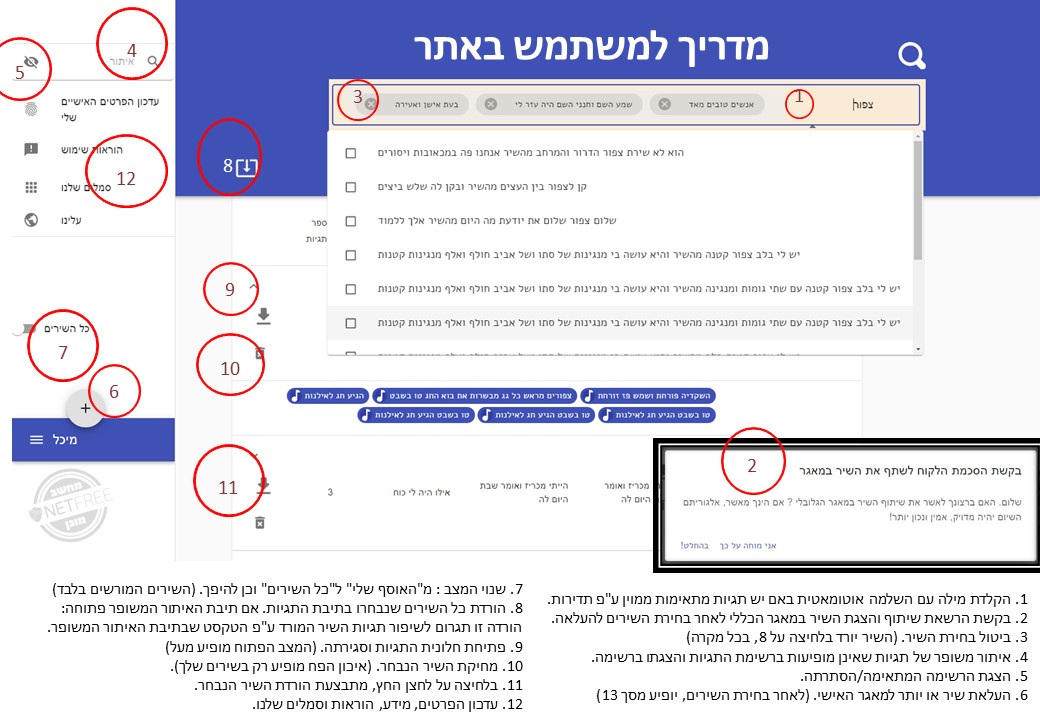 מדריך למשתמש באתר
4
איתור
5
עדכון הפרטים האישיים
שלי
הוראות שימוש
סמלים שלנו
12
עלינו
כל השירים
7
6
+
מיכל
מחשב
NETFREE
מוגן
צפור
1
אנשים טובים מאד
שמע השם וחנני השם היה עזר לי
בעת אישן ואעירה
3
הוא לא שירת צפור הדרור והמרחב מהשיר אנחנו פה במכאובות ויסורים
קן לצפור בין העצים מהשיר ובקן לה שלש ביצים
שלום צפור שלום את יודעת מה היום מהשיר אלך ללמוד
יש לי בלב צפור קטנה מהשיר והיא עושה בי מנגינות של סתו ושל אביב חולף ואלף מנגינות קטנות
יש לי בלב צפור קטנה עם שתי גומות ומנגינה מהשיר והיא עושה בי מנגינות של סתו ושל אביב חולף ואלף מנגינות קטנות
יש לי בלב צפור קטנה עם שתי גומות ומנגינה מהשיר והיא עושה בי מנגינות של סתו ושל אביב חולף ואלף מנגינות קטנות
8
ספר
תגיות
9
10
השקדיה פורחת ושמש פז זורחת
צפורים מראש כל גג מבשרות את בוא החג טו בשבט
הגיע חג לאילנות
טו בשבט הגיע חג לאילנות
טו בשבט הגיע חג לאילנות
טו בשבט הגיע חג לאילנות
11
3
אילו היה לי כוח
הייתי מכריז ואומר שבת
היום לה
מכריז ואומר
היום לה
2
בקשת הסכמת הלקוח לשתף את השיר במאגר
שלום. האם ברצונך לאשר את שיתוף השיר במאגר הגלובלי ? אם הינך מאשר, אלגוריתם
השיום יהיה מדויק, אמין ונכון יותר!
אני מוחה על כך
בהחלט!
1. הקלדת מילה עם השלמה אוטומאטית באם יש תגיות מתאימות ממוין ע"פ תדירות.
2. בקשת הרשאת שיתוף והצגת השיר במאגר הכללי לאחר בחירת השירים להעלאה.
3. ביטול בחירת השיר. (השיר יורד בלחיצה על 8, בכל מקרה)
4. איתור משופר של תגיות שאינן מופיעות ברשימת התגיות והצגתו ברשימה.
5. הצגת הרשימה המתאימה/הסתרתה.
6. העלאת שיר או יותר למאגר האישי. (לאחר בחירת השירים, יופיע מסך 13)
7. שנוי המצב : מ"האוסף שלי" ל"כל השירים" וכן להיפך. (השירים המורשים בלבד)
8. הורדת כל השירים שנבחרו בתיבת התגיות. אם תיבת האיתור המשופר פתוחה:
הורדה זו תגרום לשיפור תגיות השיר המורד ע"פ הטקסט שבתיבת האיתור המשופר.
9. פתיחת חלונית התגיות וסגירתה. (המצב הפתוח מופיע מעל)
10. מחיקת השיר הנבחר. (איכון הפח מופיע רק בשירים שלך).
11. בלחיצה על לחצן החץ, מתבצעת הורדת השיר הנבחר.
12. עדכון הפרטים, מידע, הוראות וסמלים שלנו.